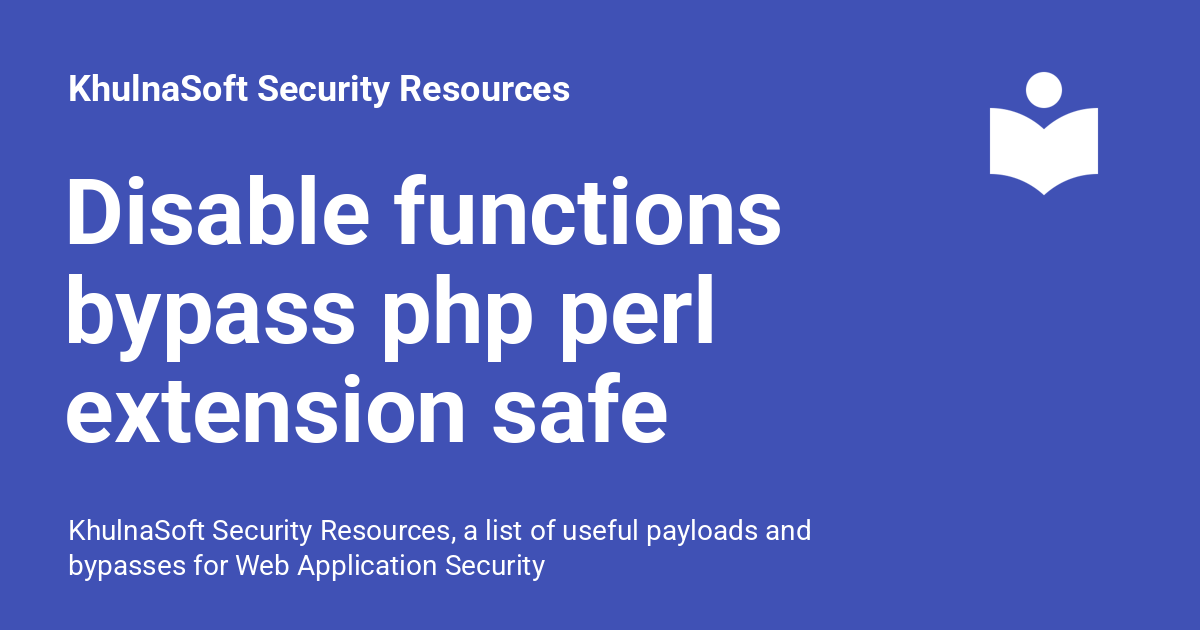 KhulnaSoft Security Resources
Disable functions
bypass php perl
extension safe
KhulnaSoft Security Resources, a list of useful payloads and
bypasses for Web Application Security